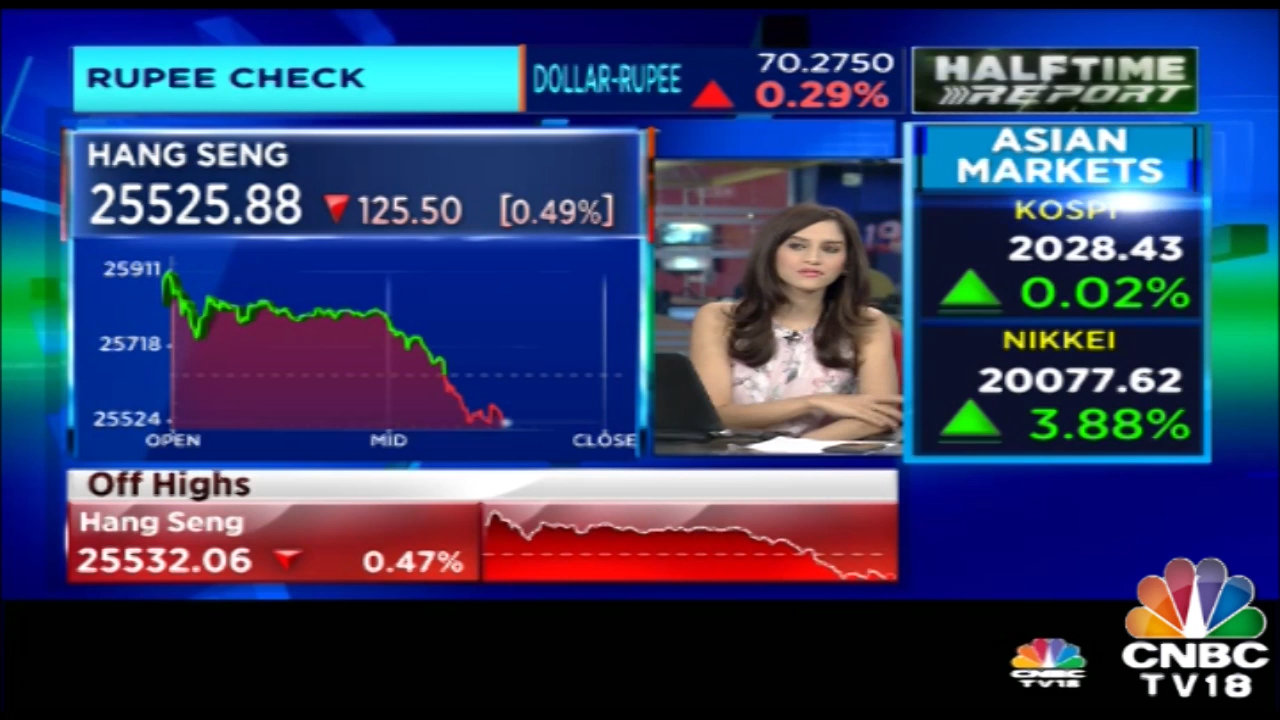 RUPEE CHECK
DOLLAR-RUPEE
70.2750
0.29%
HALFTIME
REPORT
HANG SENG
25525.88 125.50 [0.49%]
25911
25718
25524
OPEN MID CLOSE
ASIAN
MARKETS
KOSPI
2028.43
0.02%
NIKKEI
20077.62
3.88%
Off Highs
Hang Seng
25532.06 0.47%
CNBC
TV18
CNBC
TV18